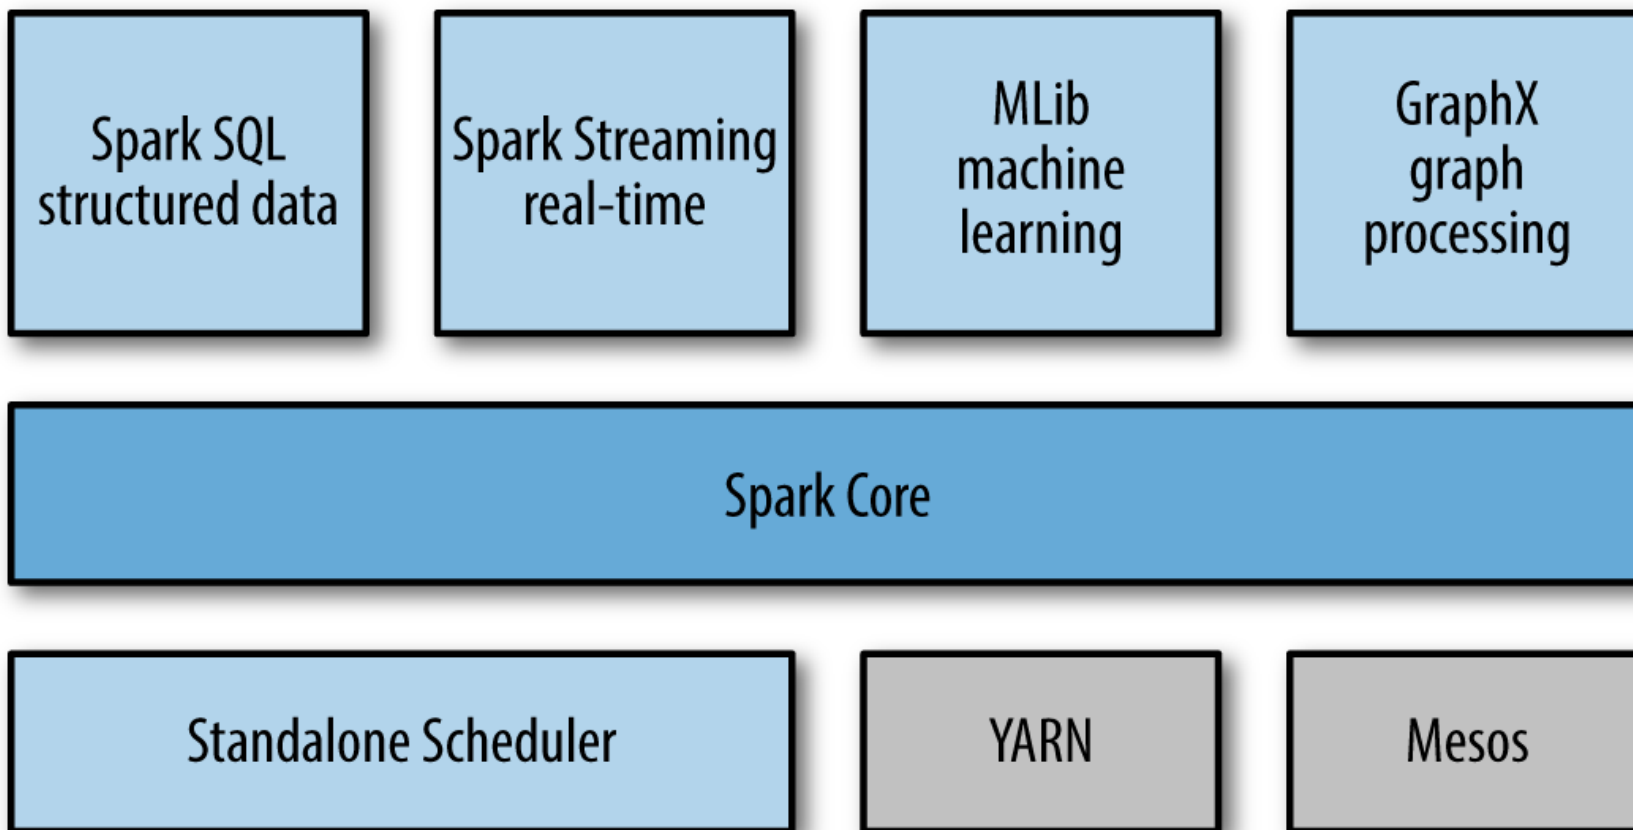 Spark SQL
structured data
Spark Streaming
real-time
MLib
machine
learning
GraphX
graph
processing
Spark Core
Standalone Scheduler
YARN
Mesos